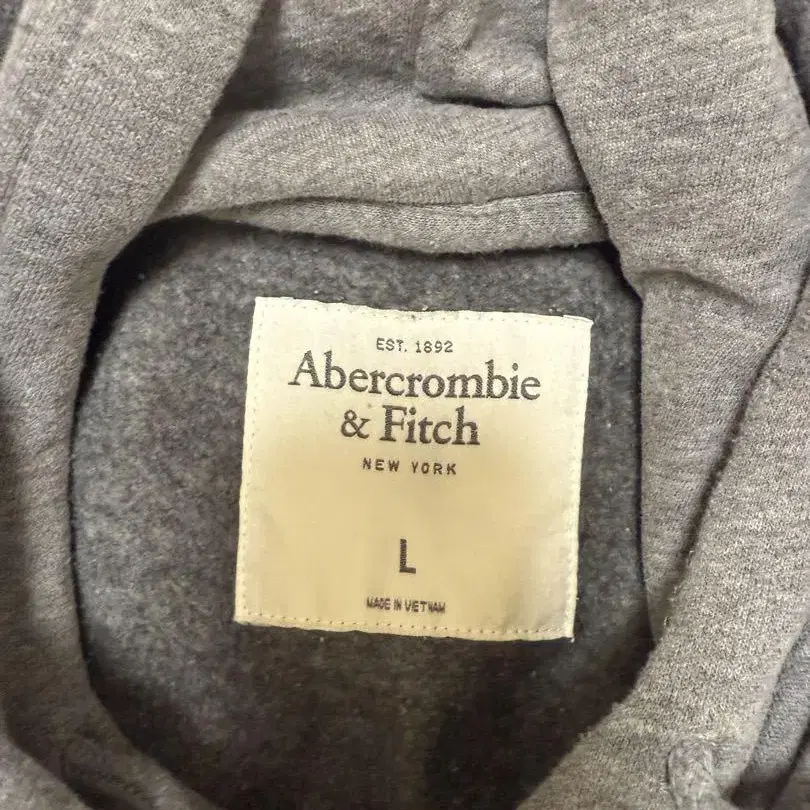 EST. 1892
Abercrombie
& Fitch
NEW YORK
L
MADE IN VIETNAM